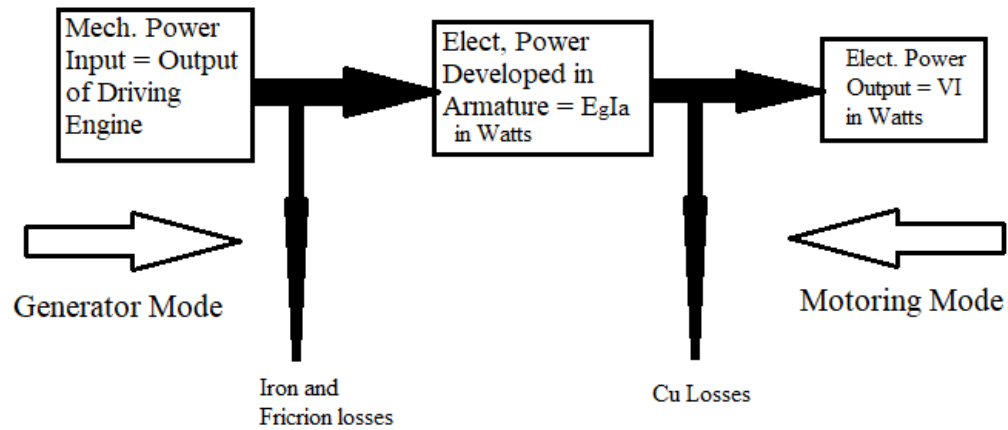 Mech. Power
Input = Output
of Driving
Engine
Elect, Power
Developed in
Armature = EgIa
in Watts
Elect. Power
Output = VI
in Watts
Generator Mode
Motoring Mode
Iron and
Fricrion losses
Cu Losses